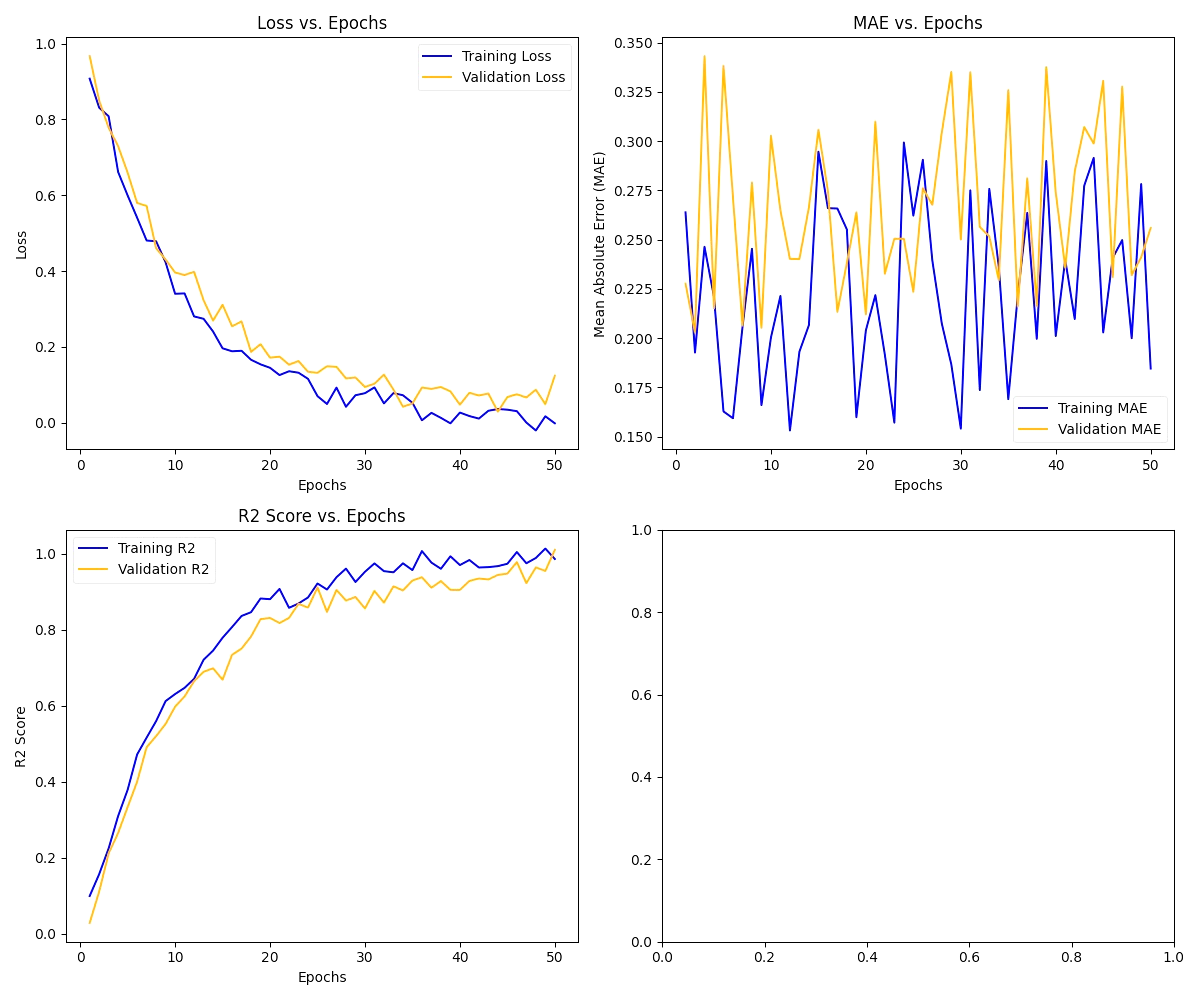 Loss vs. Epochs
1.0
0.8
0.6
0.4
0.2
0.0
Loss
0 10 20 30 40 50
Epochs
Training Loss
Validation Loss
MAE vs. Epochs
0.350
0.325
0.300
0.275
0.250
0.225
0.200
0.175
0.150
Mean Absolute Error (MAE)
0 10 20 30 40 50
Epochs
Training MAE
Validation MAE
R2 Score vs. Epochs
1.0
0.8
0.6
0.4
0.2
0.0
R2 Score
0 10 20 30 40 50
Epochs
Training R2
Validation R2
1.0
0.8
0.6
0.4
0.2
0.0
0.0 0.2 0.4 0.6 0.8 1.0